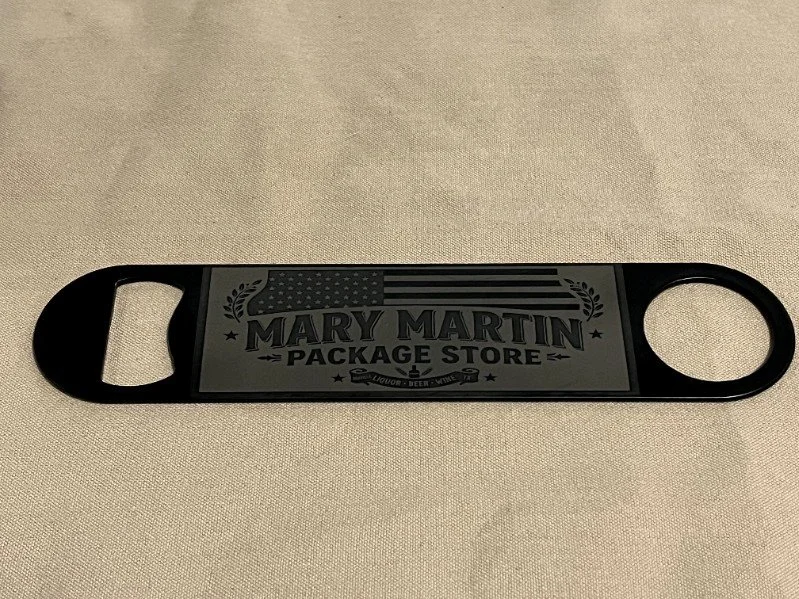 MARY MARTIN
PACKAGE STORE
LIQUOR · BEER · WINE